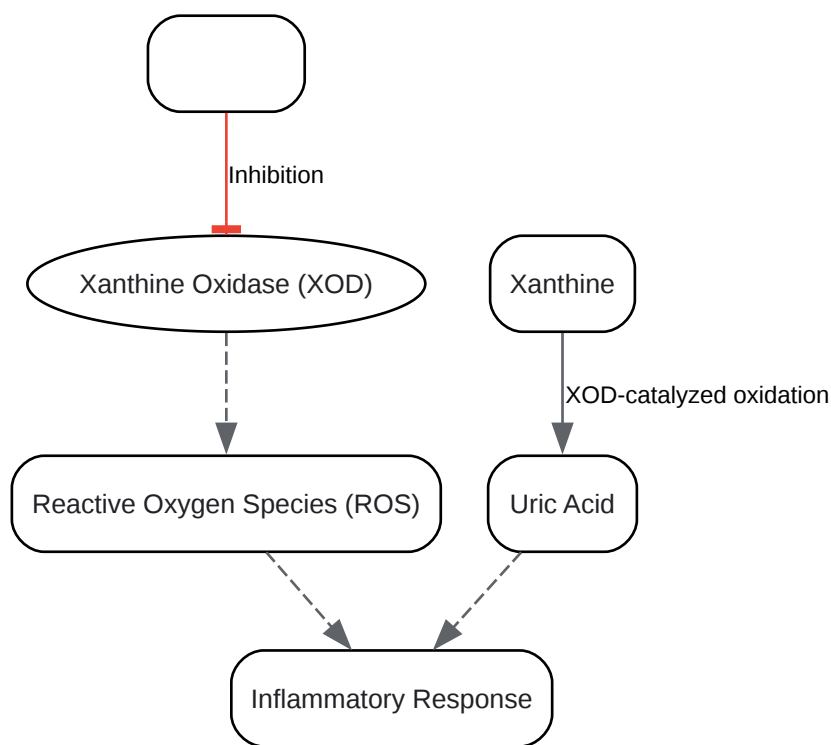 Inhibition
Xanthine Oxidase (XOD)
Xanthine
XOD-catalyzed oxidation
Reactive Oxygen Species (ROS)
Uric Acid
Inflammatory Response